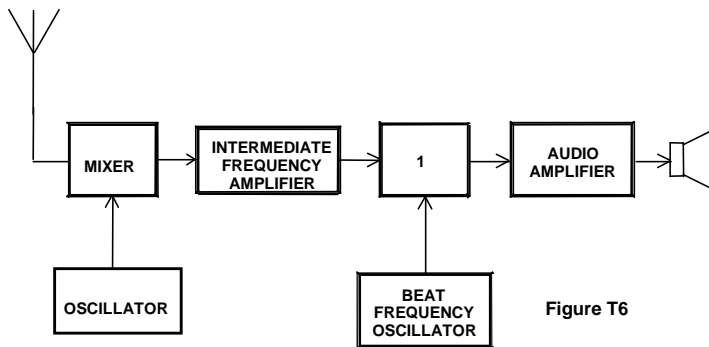 MIXER
INTERMEDIATE
FREQUENCY
AMPLIFIER
1
AUDIO
AMPLIFIER
OSCILLATOR
BEAT
FREQUENCY
OSCILLATOR
Figure T6